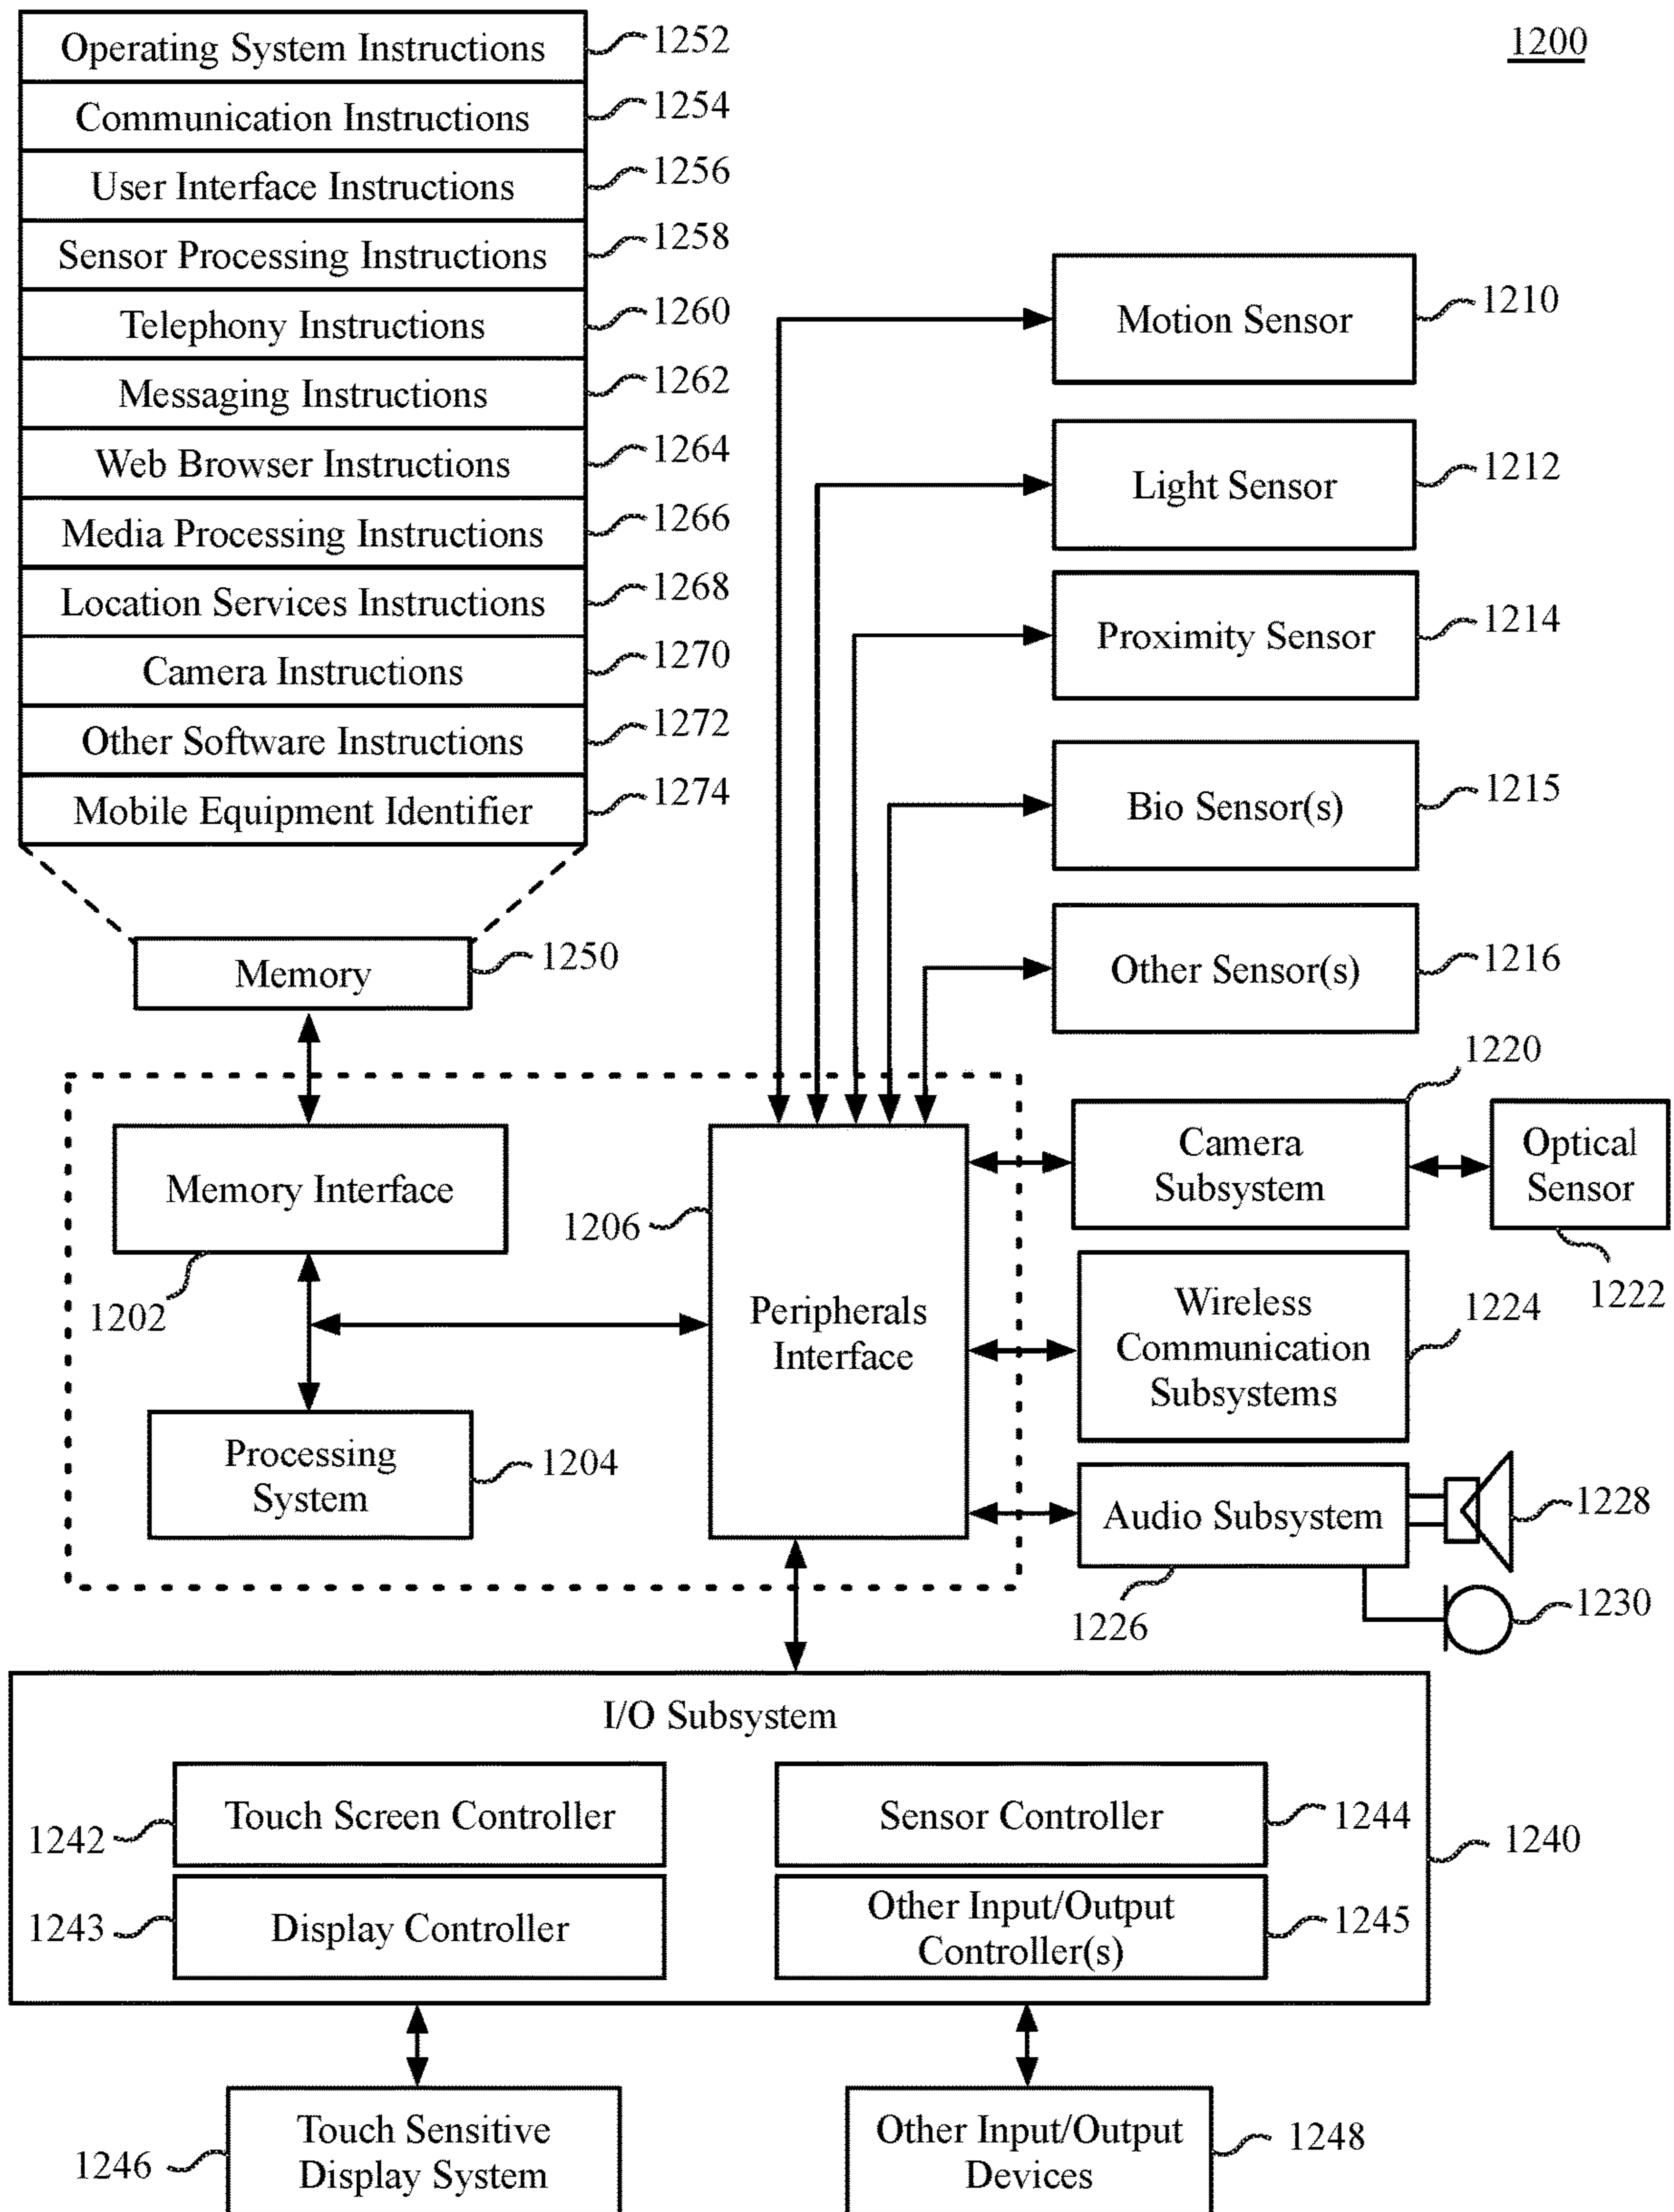 1200
Operating System Instructions
1252
Communication Instructions
1254
User Interface Instructions
1256
Sensor Processing Instructions
1258
Telephony Instructions
1260
Messaging Instructions
1262
Web Browser Instructions
1264
Media Processing Instructions
1266
Location Services Instructions
1268
Camera Instructions
1270
Other Software Instructions
1272
Mobile Equipment Identifier
1274
Memory
1250
Motion Sensor
1210
Light Sensor
1212
Proximity Sensor
1214
Bio Sensor(s)
1215
Other Sensor(s)
1216
Memory Interface
1202
Processing
System
1204
1206
Peripherals
Interface
1220
Camera
Subsystem
Optical
Sensor
1222
Wireless
Communication
Subsystems
1224
Audio Subsystem
1226
1228
1230
I/O Subsystem
1240
Touch Screen Controller
1242
Display Controller
1243
Sensor Controller
1244
Other Input/Output
Controller(s)
1245
Touch Sensitive
Display System
1246
Other Input/Output
Devices
1248